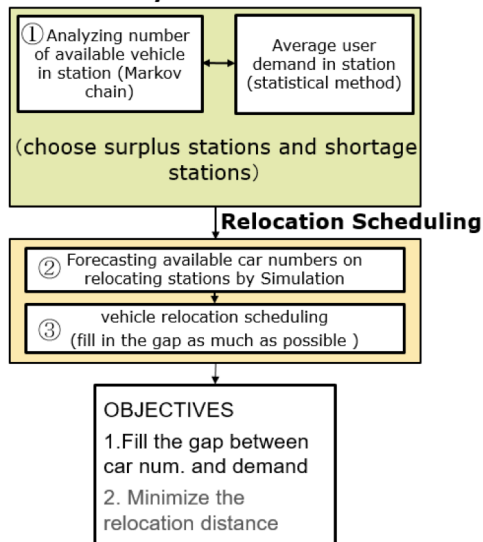 ①Analyzing number
of available vehicle
in station (Markov
chain)
Average user
demand in station
(statistical method)
(choose surplus stations and shortage
stations)
Relocation Scheduling
② Forecasting available car numbers on
relocating stations by Simulation
③ vehicle relocation scheduling
(fill in the gap as much as possible )
OBJECTIVES
1.Fill the gap between
car num. and demand
2. Minimize the
relocation distance